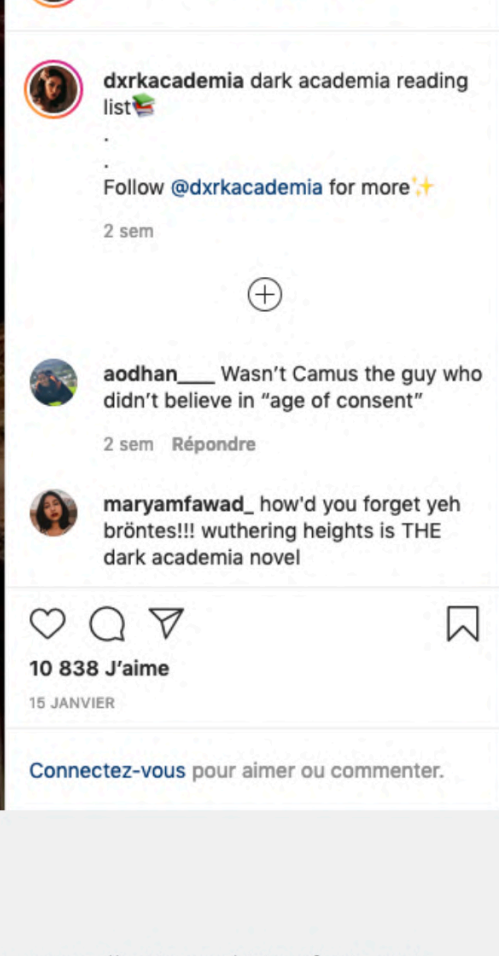 dxrkacademia dark academia reading
list📚
.
.
Follow @dxrkacademia for more✨
2 sem
aodhan___ Wasn’t Camus the guy who
didn’t believe in “age of consent”
2 sem Répondre
maryamfawad_ how'd you forget yeh
bröntes!!! wuthering heights is THE
dark academia novel
10 838 J’aime
15 JANVIER
Connectez-vous pour aimer ou commenter.